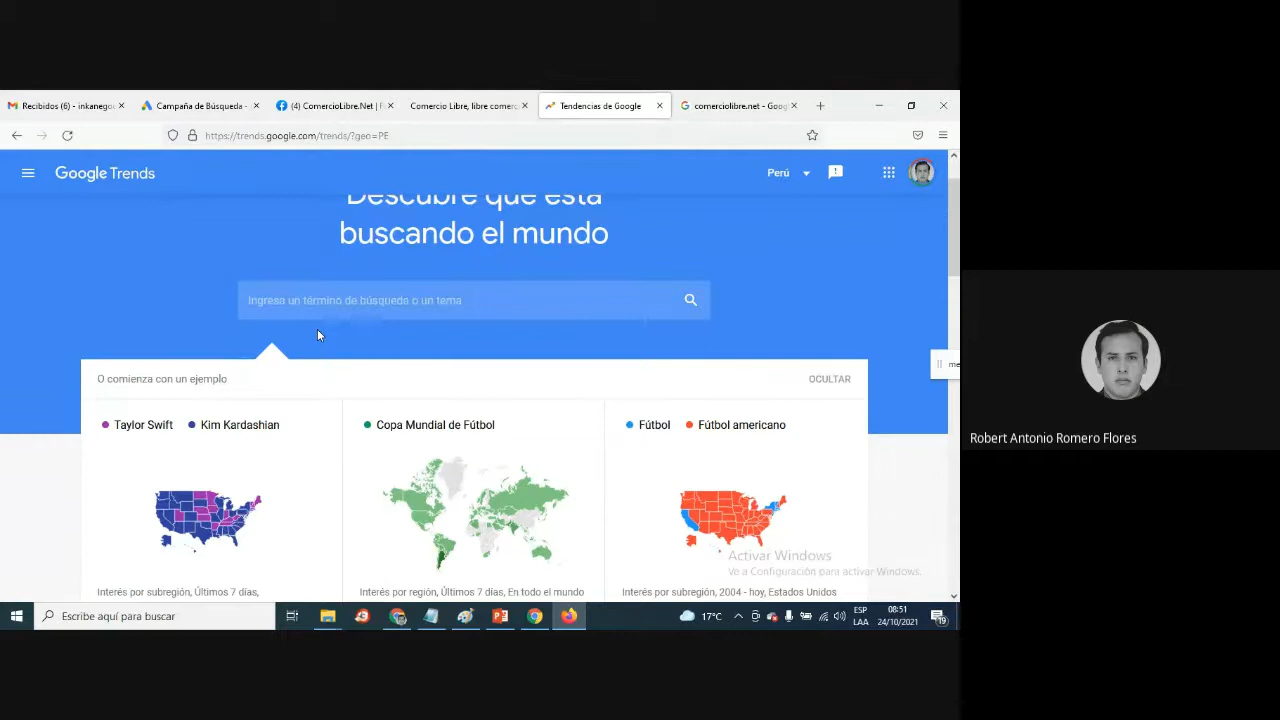 Recibidos (6) - inkanego
Campaña de Búsqueda -
(4) ComercioLibre.Net | F
Comercio Libre, libre comerc
Tendencias de Google
comerciolibre.net - Goog
https://trends.google.com/trends/?geo=PE
Google Trends
Perú
Descubre qué está
buscando el mundo
Ingresa un término de búsqueda o un tema
O comienza con un ejemplo
OCULTAR
Taylor Swift
Kim Kardashian
Copa Mundial de Fútbol
Fútbol
Fútbol americano
Interés por subregión, Últimos 7 días,
Interés por región, Últimos 7 días, En todo el mundo
Interés por subregión, 2004 - hoy, Estados Unidos
Activar Windows
Ve a Configuración para activar Windows.
Robert Antonio Romero Flores
Escribe aquí para buscar
17°C
ESP
LAA
08:51
24/10/2021
19